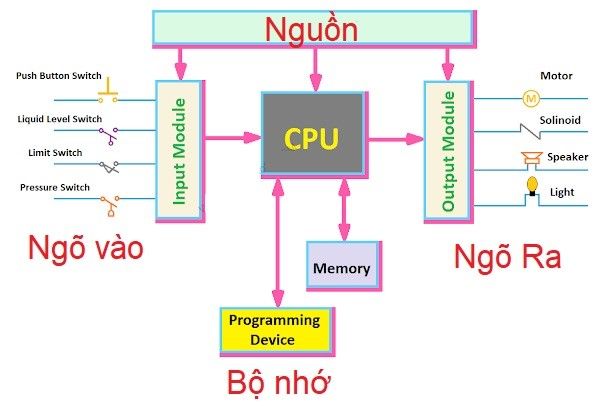 Nguồn
Push Button Switch
Liquid Level Switch
Limit Switch
Pressure Switch
Input Module
CPU
Output Module
Motor
M
Solinoid
Speaker
Light
Ngõ vào
Ngõ Ra
Memory
Programming
Device
Bộ nhớ